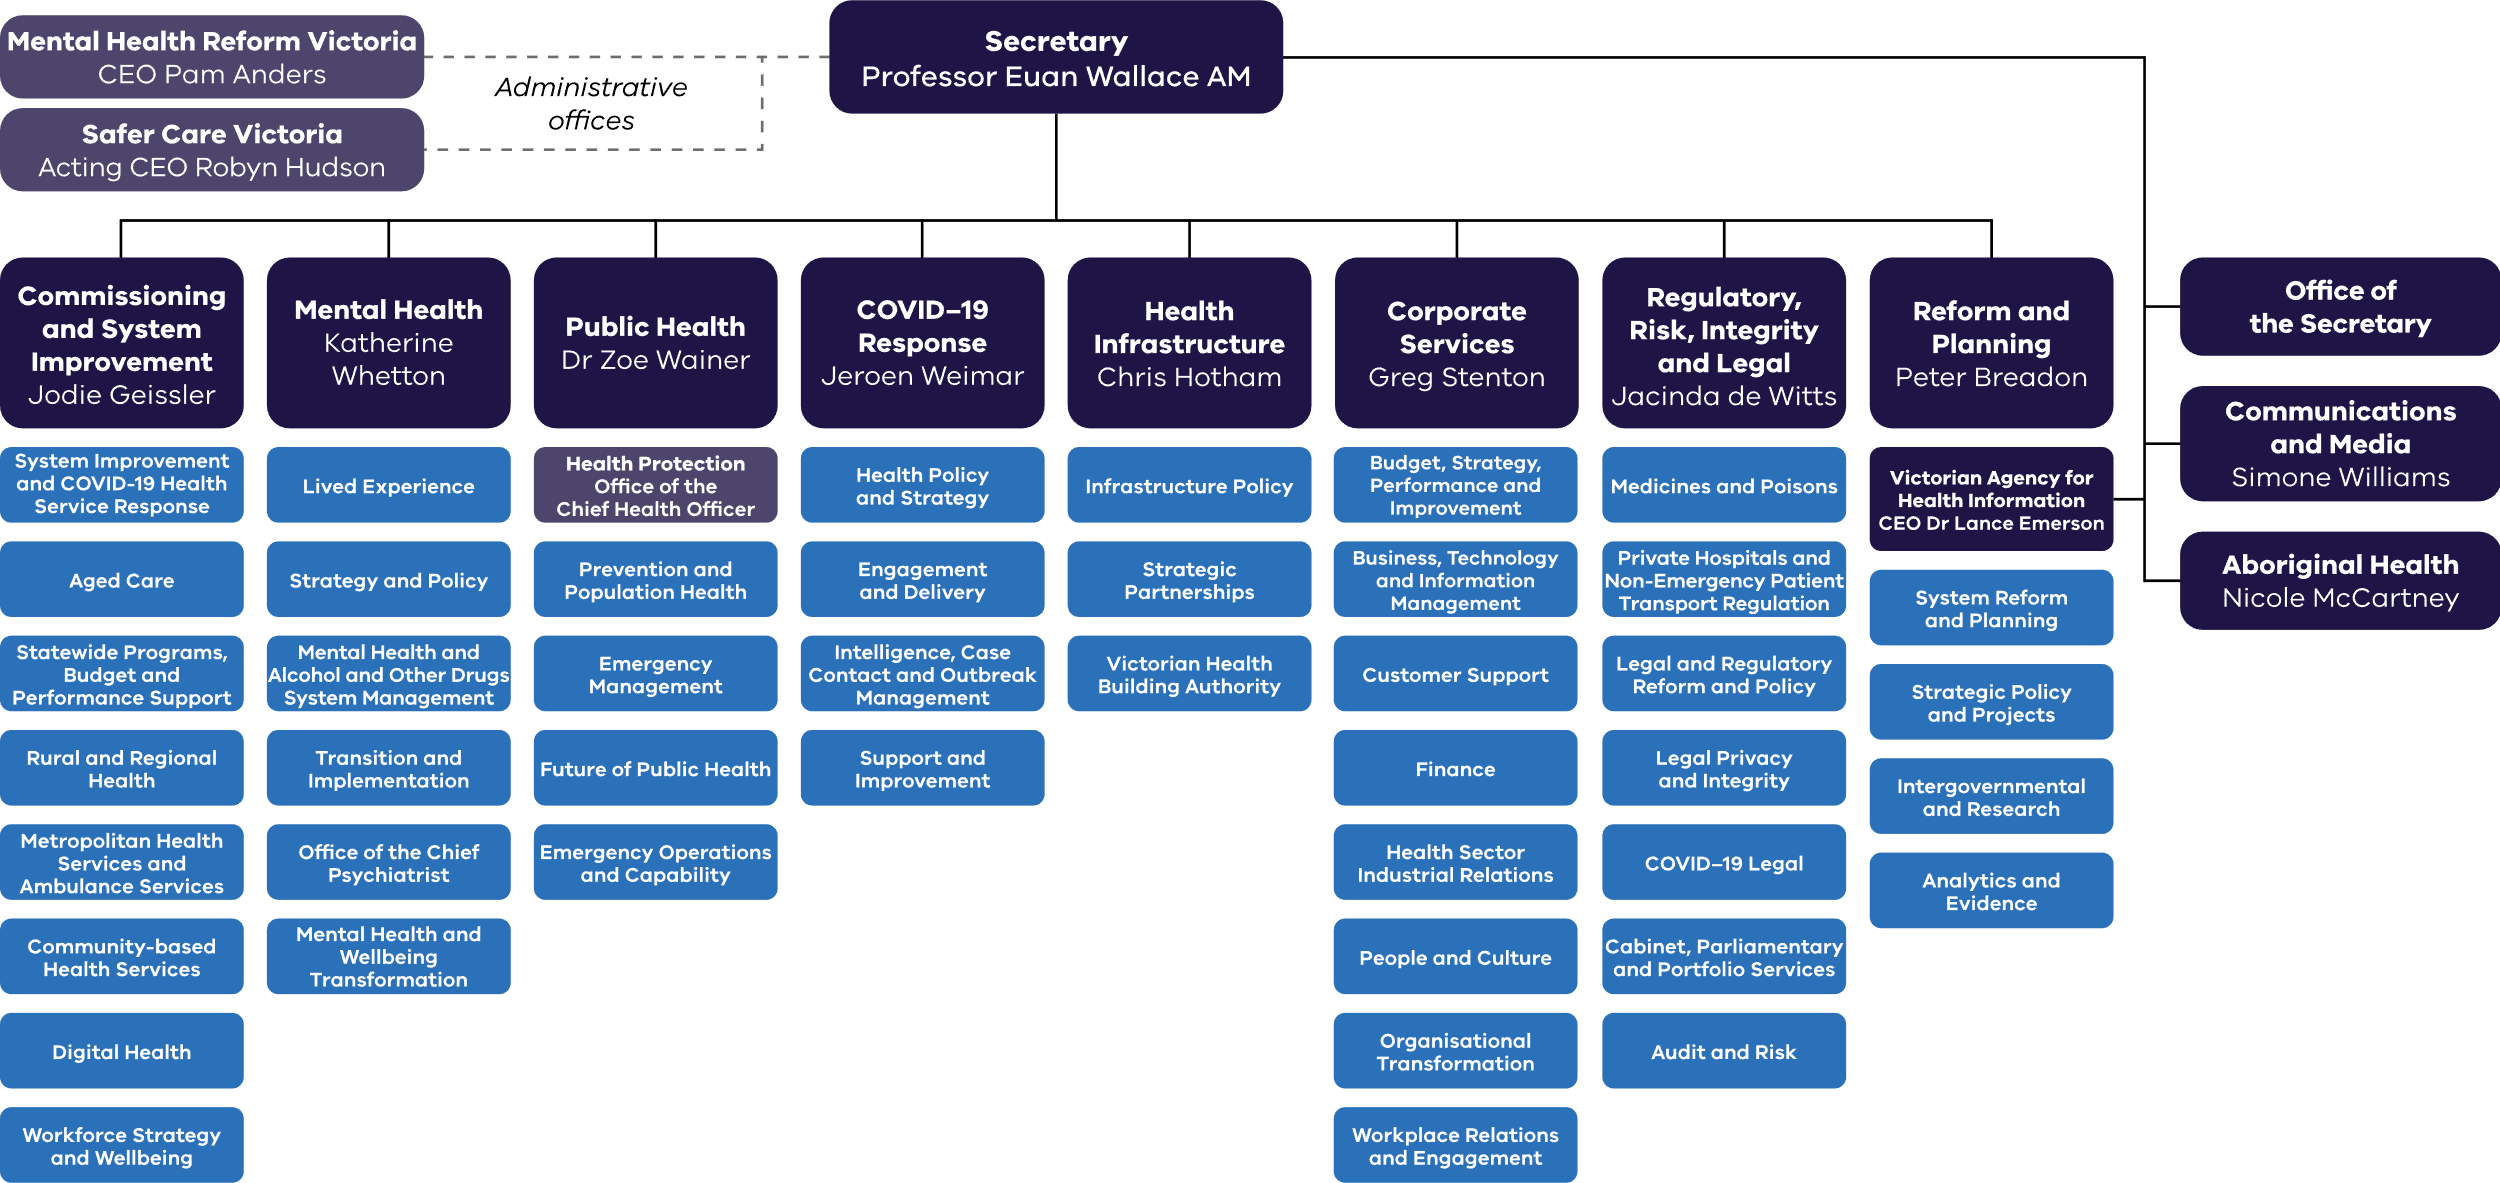 Mental Health Reform Victoria
CEO Pam Anders
Safer Care Victoria
Acting CEO Robyn Hudson
Administrative
offices
Secretary
Professor Euan Wallace AM
Commissioning
and System
Improvement
Jodie Geissler
System Improvement
and COVID-19 Health
Service Response
Aged Care
Statewide Programs,
Budget and
Performance Support
Rural and Regional
Health
Metropolitan Health
Services and
Ambulance Services
Community-based
Health Services
Digital Health
Workforce Strategy
and Wellbeing
Mental Health
Katherine
Whetton
Lived Experience
Strategy and Policy
Mental Health and
Alcohol and Other Drugs
System Management
Transition and
Implementation
Office of the Chief
Psychiatrist
Mental Health and
Wellbeing
Transformation
Public Health
Dr Zoe Wainer
Health Protection
Office of the
Chief Health Officer
Prevention and
Population Health
Emergency
Management
Future of Public Health
Emergency Operations
and Capability
COVID–19
Response
Jeroen Weimar
Health Policy
and Strategy
Engagement
and Delivery
Intelligence, Case
Contact and Outbreak
Management
Support and
Improvement
Health
Infrastructure
Chris Hotham
Infrastructure Policy
Strategic
Partnerships
Victorian Health
Building Authority
Corporate
Services
Greg Stenton
Budget, Strategy,
Performance and
Improvement
Business, Technology
and Information
Management
Customer Support
Finance
Health Sector
Industrial Relations
People and Culture
Organisational
Transformation
Workplace Relations
and Engagement
Regulatory,
Risk, Integrity
and Legal
Jacinda de Witts
Medicines and Poisons
Private Hospitals and
Non-Emergency Patient
Transport Regulation
Legal and Regulatory
Reform and Policy
Legal Privacy
and Integrity
COVID–19 Legal
Cabinet, Parliamentary
and Portfolio Services
Audit and Risk
Reform and
Planning
Peter Breadon
Victorian Agency for
Health Information
CEO Dr Lance Emerson
System Reform
and Planning
Strategic Policy
and Projects
Intergovernmental
and Research
Analytics and
Evidence
Office of
the Secretary
Communications
and Media
Simone Williams
Aboriginal Health
Nicole McCartney